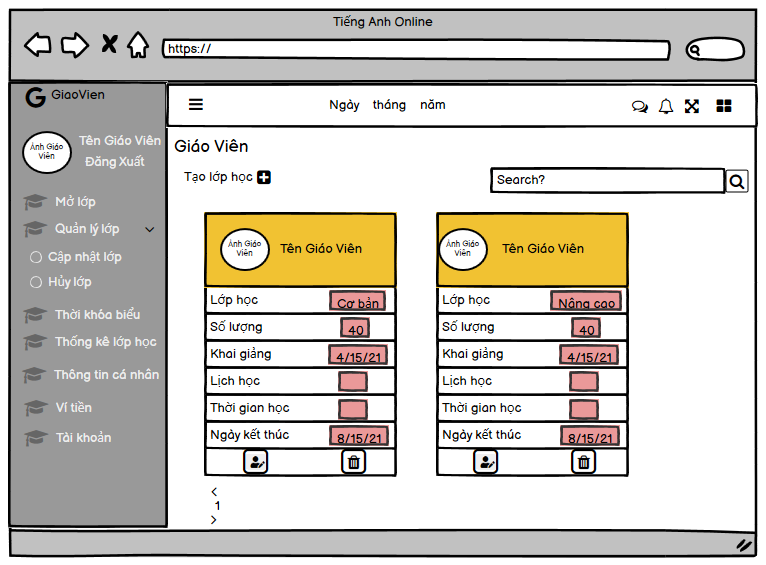 Tiếng Anh Online
https://
GiaoVien
Ngày tháng năm
Ảnh Giáo Viên
Tên Giáo Viên
Đăng Xuất
Mở lớp
Quản lý lớp
Cập nhật lớp
Hủy lớp
Thời khóa biểu
Thống kê lớp học
Thông tin cá nhân
Ví tiền
Tài khoản
Giáo Viên
Tạo lớp học
Search?
Ảnh Giáo Viên
Tên Giáo Viên
Lớp học Cơ bản
Số lượng 40
Khai giảng 4/15/21
Lịch học
Thời gian học
Ngày kết thúc 8/15/21
Ảnh Giáo Viên
Tên Giáo Viên
Lớp học Nâng cao
Số lượng 40
Khai giảng 4/15/21
Lịch học
Thời gian học
Ngày kết thúc 8/15/21
<
1
>